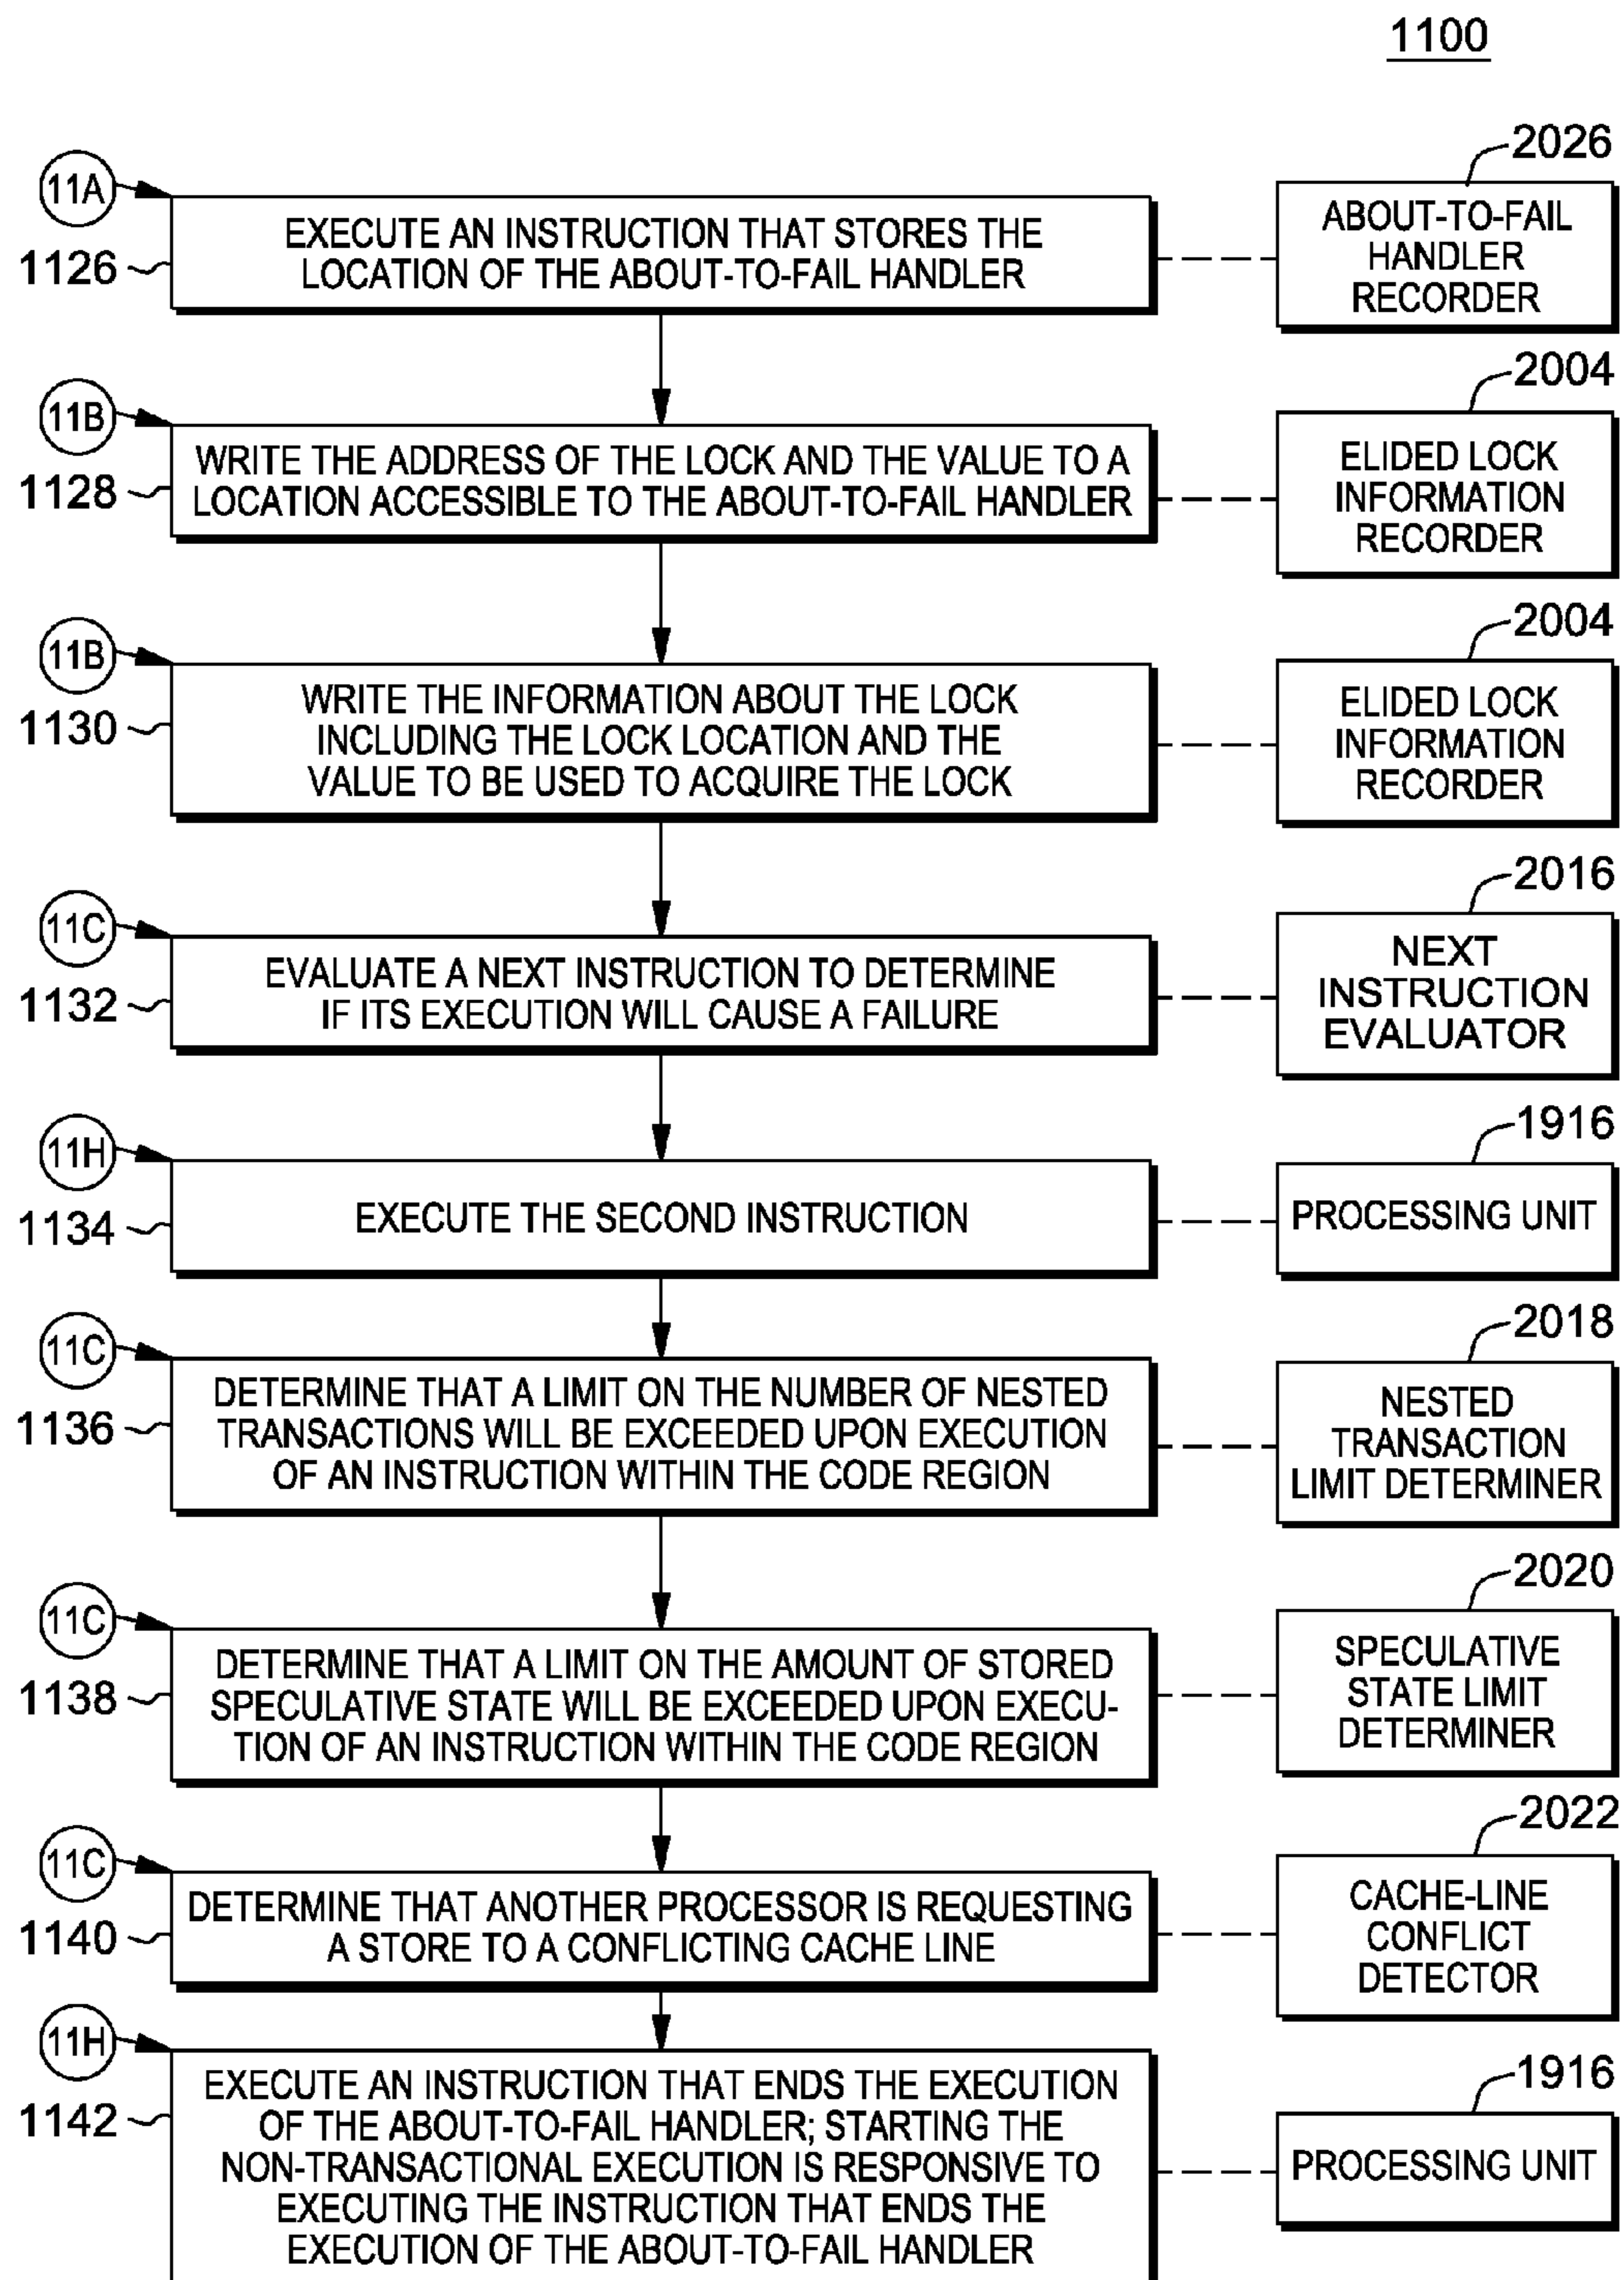 1100
11A
1126
EXECUTE AN INSTRUCTION THAT STORES THE
LOCATION OF THE ABOUT-TO-FAIL HANDLER
2026
ABOUT-TO-FAIL
HANDLER
RECORDER
11B
1128
WRITE THE ADDRESS OF THE LOCK AND THE VALUE TO A
LOCATION ACCESSIBLE TO THE ABOUT-TO-FAIL HANDLER
2004
ELIDED LOCK
INFORMATION
RECORDER
11B
1130
WRITE THE INFORMATION ABOUT THE LOCK
INCLUDING THE LOCK LOCATION AND THE
VALUE TO BE USED TO ACQUIRE THE LOCK
2004
ELIDED LOCK
INFORMATION
RECORDER
11C
1132
EVALUATE A NEXT INSTRUCTION TO DETERMINE
IF ITS EXECUTION WILL CAUSE A FAILURE
2016
NEXT
INSTRUCTION
EVALUATOR
11H
1134
EXECUTE THE SECOND INSTRUCTION
1916
PROCESSING UNIT
11C
1136
DETERMINE THAT A LIMIT ON THE NUMBER OF NESTED
TRANSACTIONS WILL BE EXCEEDED UPON EXECUTION
OF AN INSTRUCTION WITHIN THE CODE REGION
2018
NESTED
TRANSACTION
LIMIT DETERMINER
11C
1138
DETERMINE THAT A LIMIT ON THE AMOUNT OF STORED
SPECULATIVE STATE WILL BE EXCEEDED UPON EXECU-
TION OF AN INSTRUCTION WITHIN THE CODE REGION
2020
SPECULATIVE
STATE LIMIT
DETERMINER
11C
1140
DETERMINE THAT ANOTHER PROCESSOR IS REQUESTING
A STORE TO A CONFLICTING CACHE LINE
2022
CACHE-LINE
CONFLICT
DETECTOR
11H
1142
EXECUTE AN INSTRUCTION THAT ENDS THE EXECUTION
OF THE ABOUT-TO-FAIL HANDLER; STARTING THE
NON-TRANSACTIONAL EXECUTION IS RESPONSIVE TO
EXECUTING THE INSTRUCTION THAT ENDS THE
EXECUTION OF THE ABOUT-TO-FAIL HANDLER
1916
PROCESSING UNIT